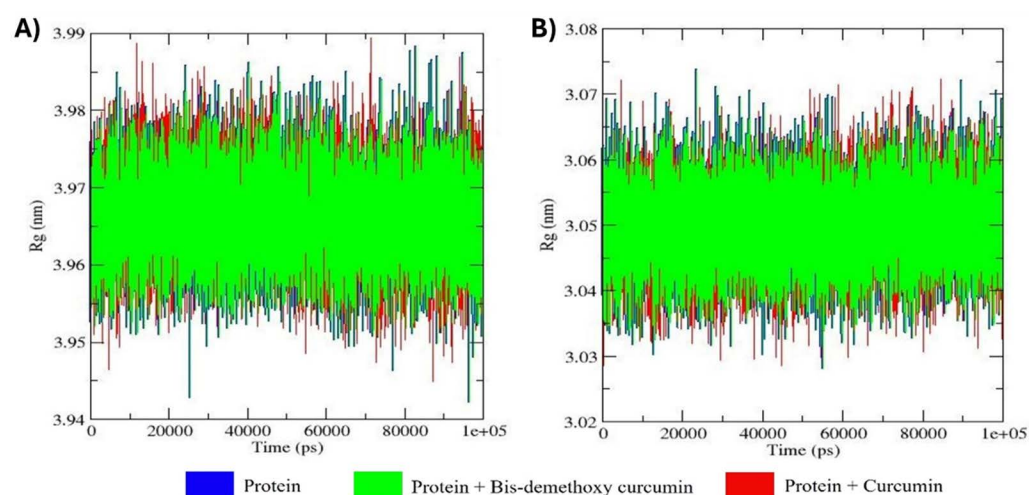 A)
3.99
3.98
3.97
3.96
3.95
3.94
Rg (nm)
0 20000 40000 60000 80000 1e+05
Time (ps)
B)
3.08
3.07
3.06
3.05
3.04
3.03
3.02
Rg (nm)
0 20000 40000 60000 80000 1e+05
Time (ps)
Protein Protein + Bis-demethoxy curcumin Protein + Curcumin